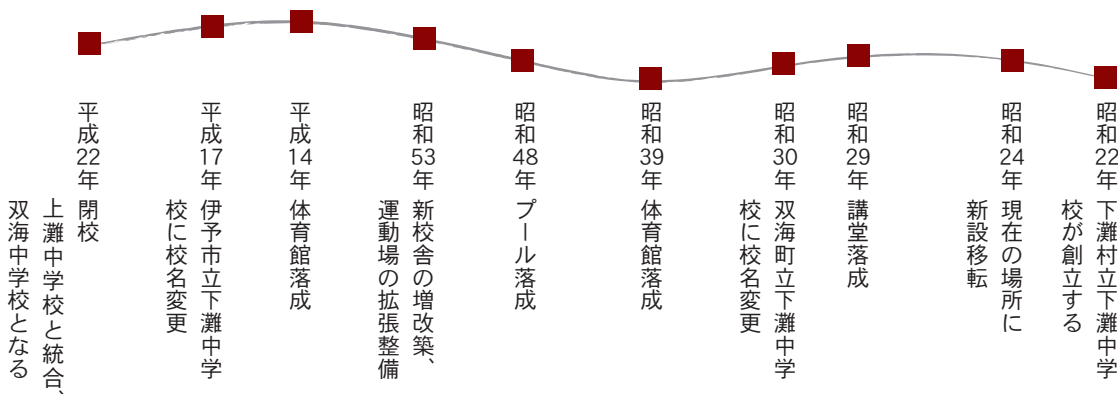 昭和22年 下灘村立下灘中学
校が創立する
昭和24年 現在の場所に
新設移転
昭和29年 講堂落成
昭和30年 双海町立下灘中学
校に校名変更
昭和39年 体育館落成
昭和48年 プール落成
昭和53年 新校舎の増改築、
運動場の拡張整備
平成14年 体育館落成
平成17年 伊予市立下灘中学
校に校名変更
平成22年 閉校
上灘中学校と統合、
双海中学校となる